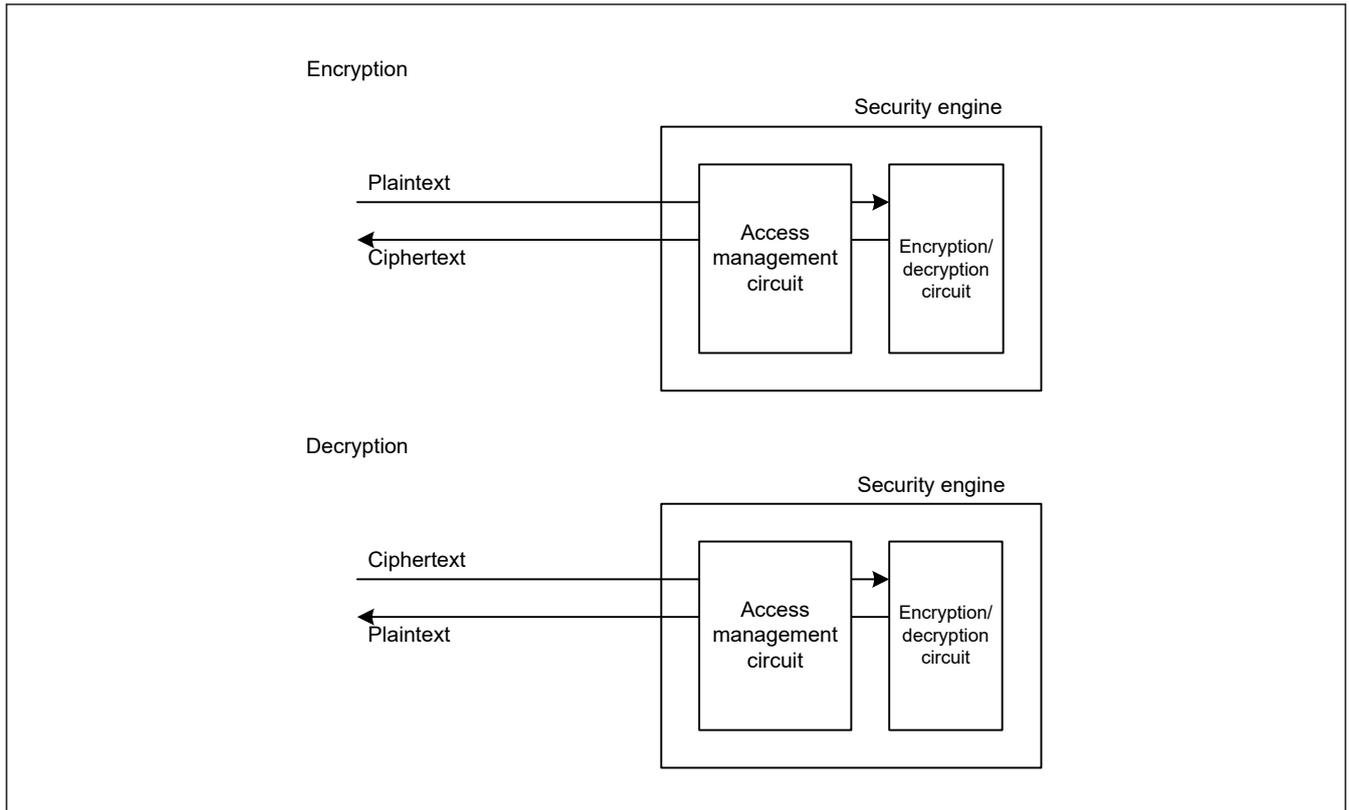 Encryption
Security engine
Plaintext
Ciphertext
Access
management
circuit
Encryption/
decryption
circuit
Decryption
Security engine
Ciphertext
Plaintext
Access
management
circuit
Encryption/
decryption
circuit